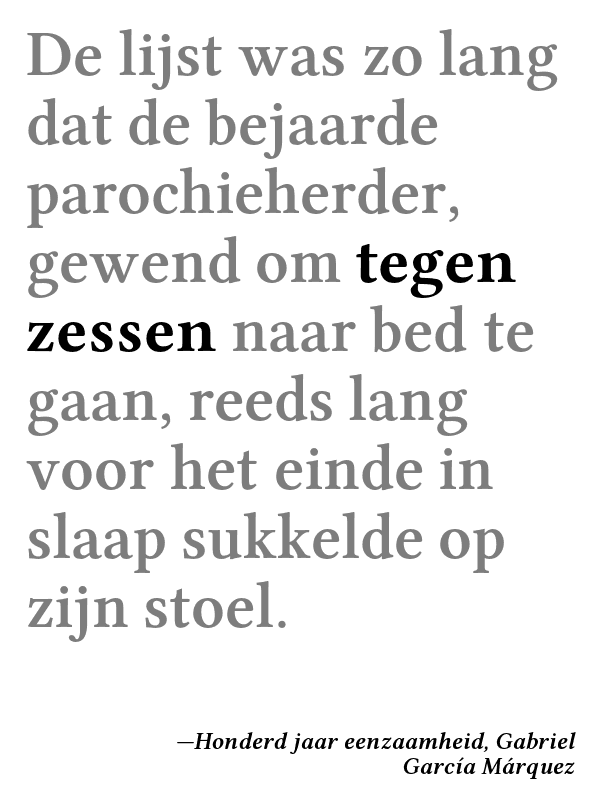 De lijst was zo lang
dat de bejaarde
parochieherder,
gewend om tegen
zessen naar bed te
gaan, reeds lang
voor het einde in
slaap sukkelde op
zijn stoel.
—Honderd jaar eenzaamheid, Gabriel
García Márquez